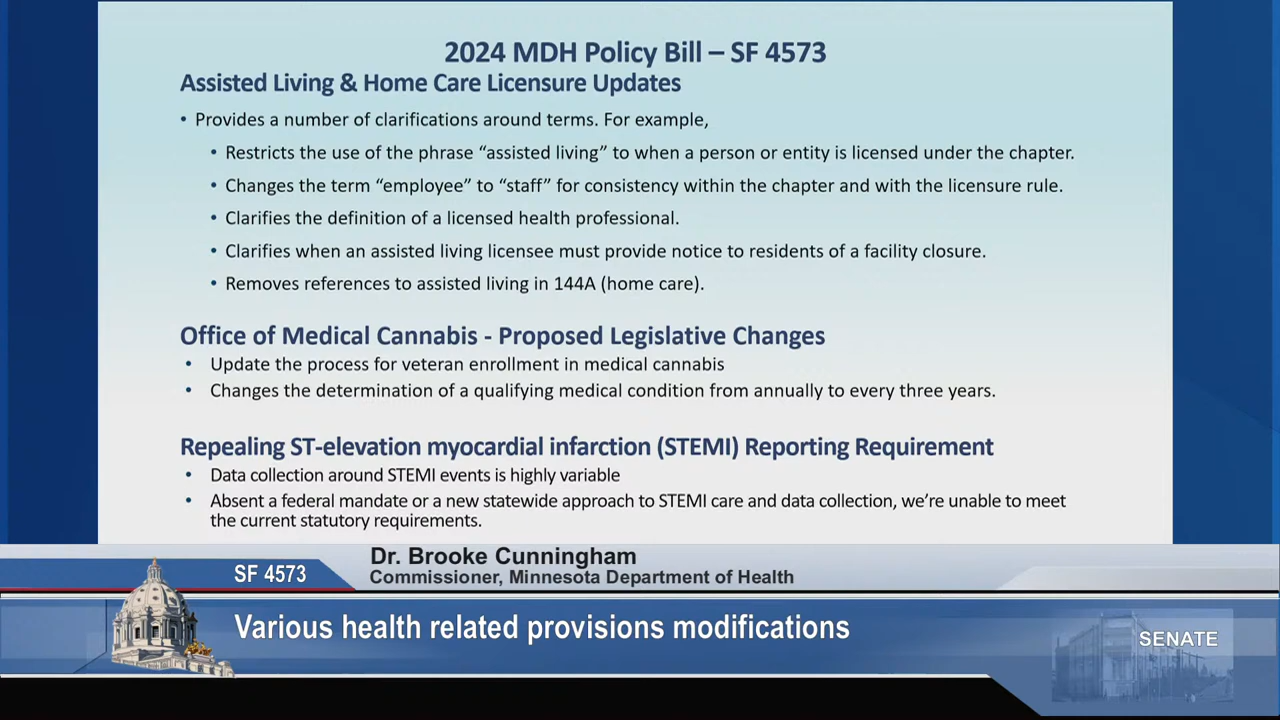 2024 MDH Policy Bill – SF 4573
Assisted Living & Home Care Licensure Updates
• Provides a number of clarifications around terms. For example,
• Restricts the use of the phrase “assisted living” to when a person or entity is licensed under the chapter.
• Changes the term “employee” to “staff” for consistency within the chapter and with the licensure rule.
• Clarifies the definition of a licensed health professional.
• Clarifies when an assisted living licensee must provide notice to residents of a facility closure.
• Removes references to assisted living in 144A (home care).
Office of Medical Cannabis - Proposed Legislative Changes
• Update the process for veteran enrollment in medical cannabis
• Changes the determination of a qualifying medical condition from annually to every three years.
Repealing ST-elevation myocardial infarction (STEMI) Reporting Requirement
• Data collection around STEMI events is highly variable
• Absent a federal mandate or a new statewide approach to STEMI care and data collection, we’re unable to meet
the current statutory requirements.
Dr. Brooke Cunningham
SF 4573
Commissioner, Minnesota Department of Health
Various health related provisions modifications
SENATE